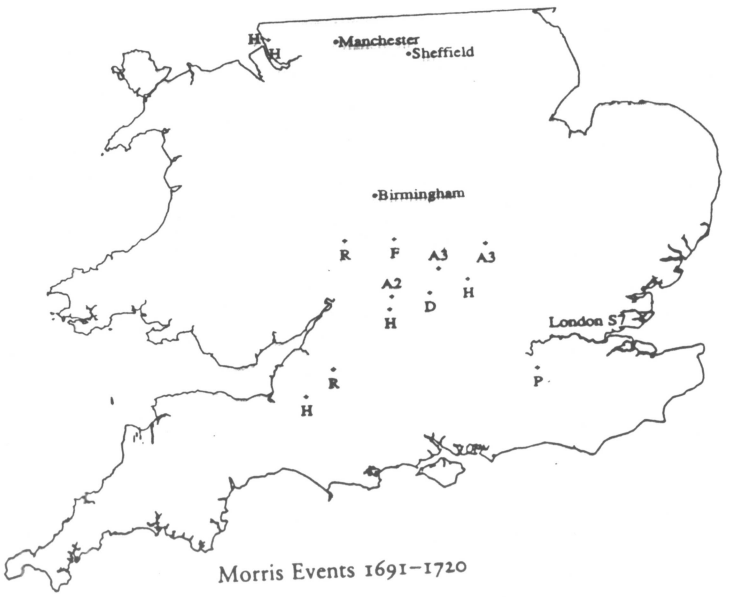 H
•Manchester
H
•Sheffield
•Birmingham
R
F
A3
A3
A2
D
H
H
London S7
R
P
H
Morris Events 1691–1720